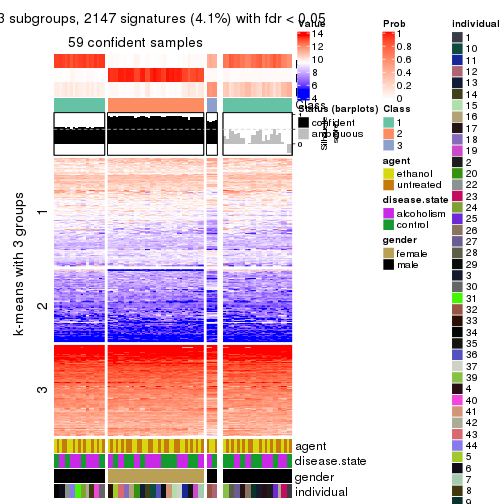 3 subgroups, 2147 signatures (4.1%) with fdr < 0.05
59 confident samples
k-means with 3 groups
1
2
3
Class
agent
disease.state
gender
individual
Value
14
12
10
8
6
4
Status (barplots)
confident
ambiguous
1
0
Prob
1
0.8
0.6
0.4
0.2
0
Class
1
2
3
agent
ethanol
untreated
disease.state
alcoholism
control
gender
female
male
individual
1
10
11
12
13
14
15
16
17
18
19
2
20
22
23
24
25
26
27
28
29
3
30
31
32
33
34
35
36
37
39
4
40
41
42
43
44
5
6
7
8
9